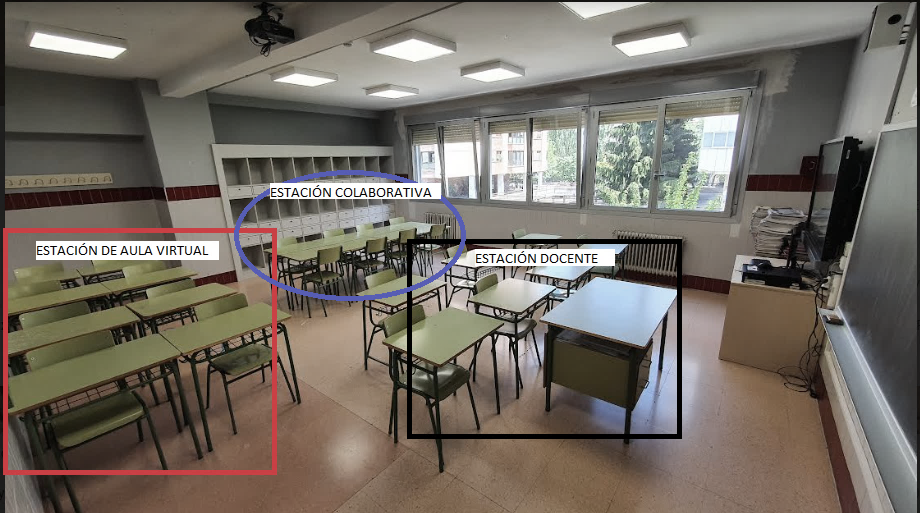 ESTACIÓN COLABORATIVA
ESTACIÓN DE AULA VIRTUAL
ESTACIÓN DOCENTE